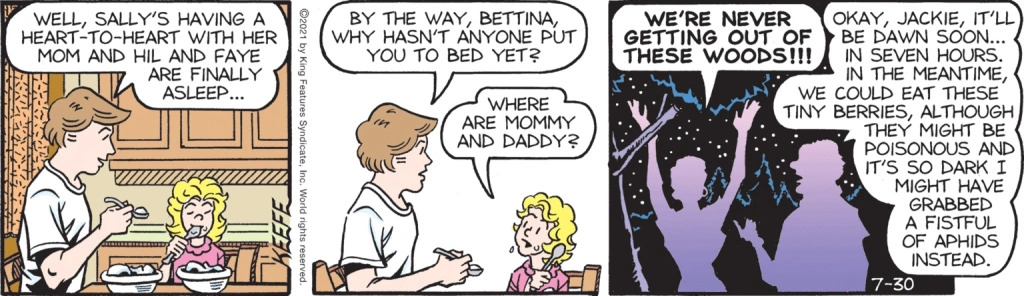 WELL, SALLY'S HAVING A
HEART-TO-HEART WITH HER
MOM AND HIL AND FAYE
ARE FINALLY
ASLEEP...
©2021 by King Features Syndicate, Inc. World rights reserved.
BY THE WAY, BETTINA,
WHY HASN'T ANYONE PUT
YOU TO BED YET?
WHERE
ARE MOMMY
AND DADDY?
WE'RE NEVER
GETTING OUT OF
THESE WOODS!!!
OKAY, JACKIE, IT'LL
BE DAWN SOON...
IN SEVEN HOURS.
IN THE MEANTIME,
WE COULD EAT THESE
TINY BERRIES, ALTHOUGH
THEY MIGHT BE
POISONOUS AND
IT'S SO DARK I
MIGHT HAVE
GRABBED
A FISTFUL
OF APHIDS
INSTEAD.
7-30